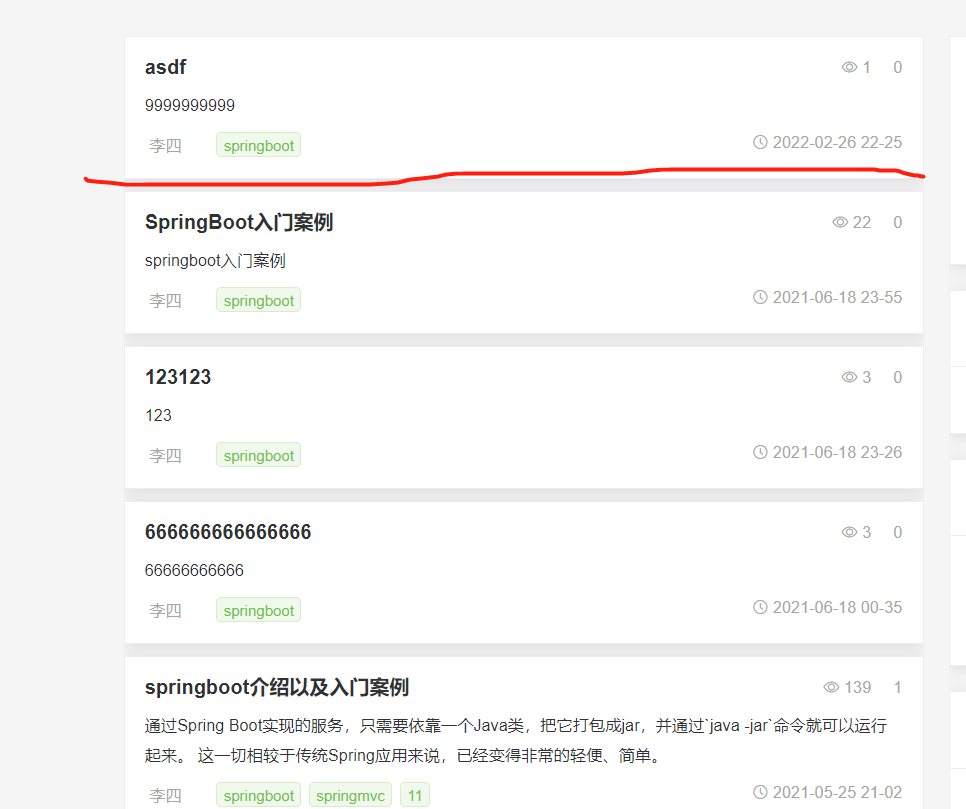 asdf 1 0
9999999999
李四 springboot 2022-02-26 22-25
SpringBoot入门案例 22 0
springboot入门案例
李四 springboot 2021-06-18 23-55
123123 3 0
123
李四 springboot 2021-06-18 23-26
666666666666666 3 0
66666666666
李四 springboot 2021-06-18 00-35
springboot介绍以及入门案例 139 1
通过Spring Boot实现的服务，只需要依靠一个Java类，把它打包成jar，并通过`java -jar`命令就可以运行
起来。 这一切相较于传统Spring应用来说，已经变得非常的轻便、简单。
李四 springboot springmvc 11 2021-05-25 21-02